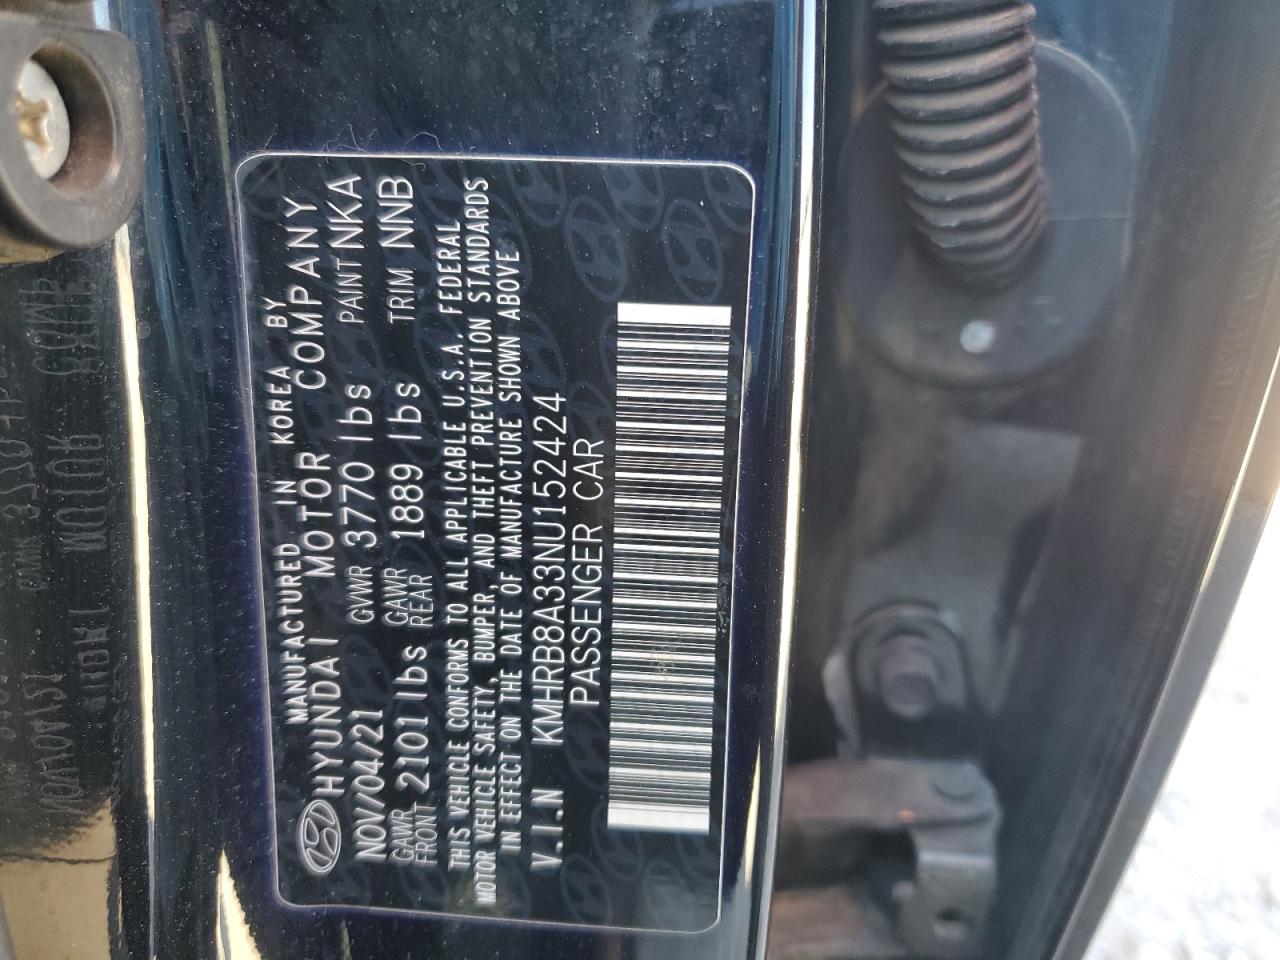 MANUFACTURED IN KOREA BY
HYUNDAI MOTOR COMPANY
NOV/04/21 GVWR 3770 lbs PAINT NKA
GAWR FRONT 2101 lbs GAWR REAR 1889 lbs TRIM NNB
THIS VEHICLE CONFORMS TO ALL APPLICABLE U.S.A. FEDERAL
MOTOR VEHICLE SAFETY, BUMPER, AND THEFT PREVENTION STANDARDS
IN EFFECT ON THE DATE OF MANUFACTURE SHOWN ABOVE
V.I.N KMHRB8A33NU152424
PASSENGER CAR